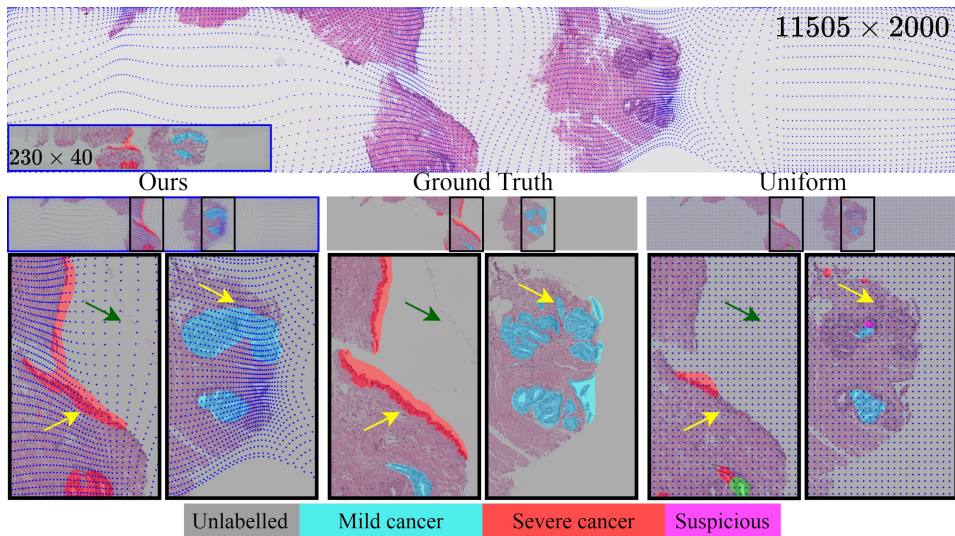 11505 × 2000
230 × 40
Ours
Ground Truth
Uniform
Unlabelled
Mild cancer
Severe cancer
Suspicious